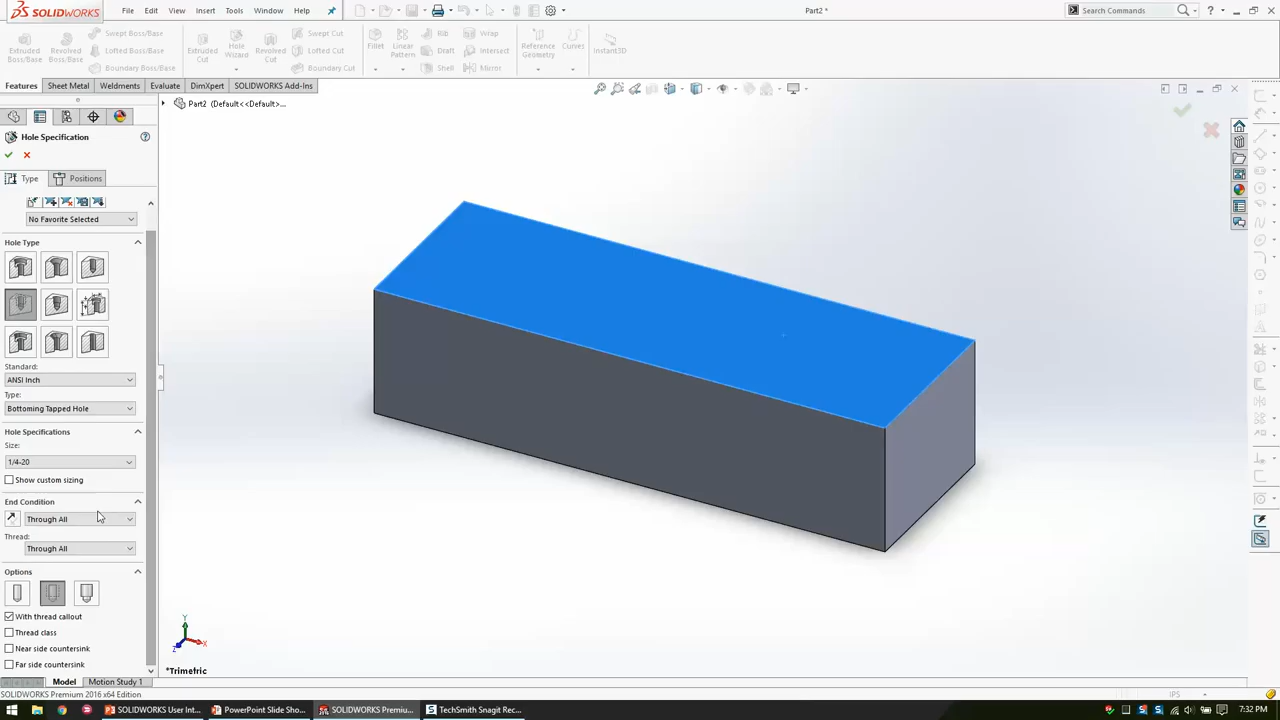 SOLIDWORKS
File Edit View Insert Tools Window Help
Part2 *
Search Commands
Extruded Boss/Base
Revolved Boss/Base
Swept Boss/Base
Lofted Boss/Base
Boundary Boss/Base
Extruded Cut
Hole Wizard
Revolved Cut
Swept Cut
Lofted Cut
Boundary Cut
Fillet
Linear Pattern
Rib
Draft
Shell
Wrap
Intersect
Mirror
Reference Geometry
Curves
Instant3D
Features Sheet Metal Weldments Evaluate DimXpert SOLIDWORKS Add-Ins
Part2 (Default<<Default>...
Hole Specification
Type Positions
No Favorite Selected
Hole Type
Standard:
ANSI Inch
Type:
Bottoming Tapped Hole
Hole Specifications
Size:
1/4-20
Show custom sizing
End Condition
Through All
Thread:
Through All
Options
With thread callout
Thread class
Near side countersink
Far side countersink
Y
X
Z
*Trimetric
Model Motion Study 1
SOLIDWORKS Premium 2016 x64 Edition
IPS
SOLIDWORKS User Int...
PowerPoint Slide Sho...
SOLIDWORKS Premiu...
TechSmith Snagit Rec...
7:32 PM